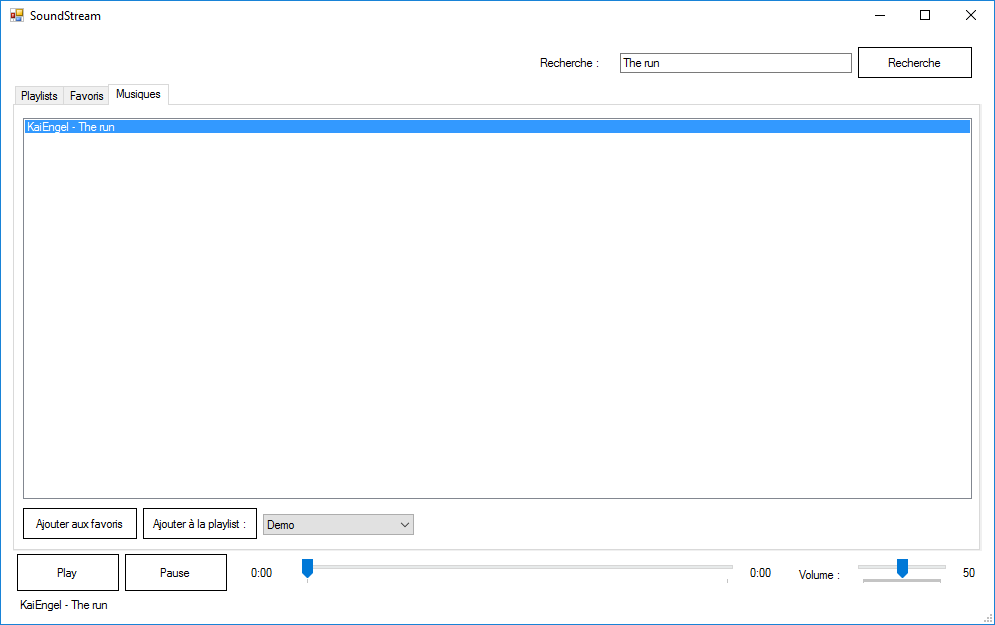 SoundStream
Recherche : The run Recherche
Playlists Favoris Musiques
KaiEngel - The run
Ajouter aux favoris Ajouter à la playlist : Demo
Play Pause 0:00 0:00 Volume : 50
KaiEngel - The run